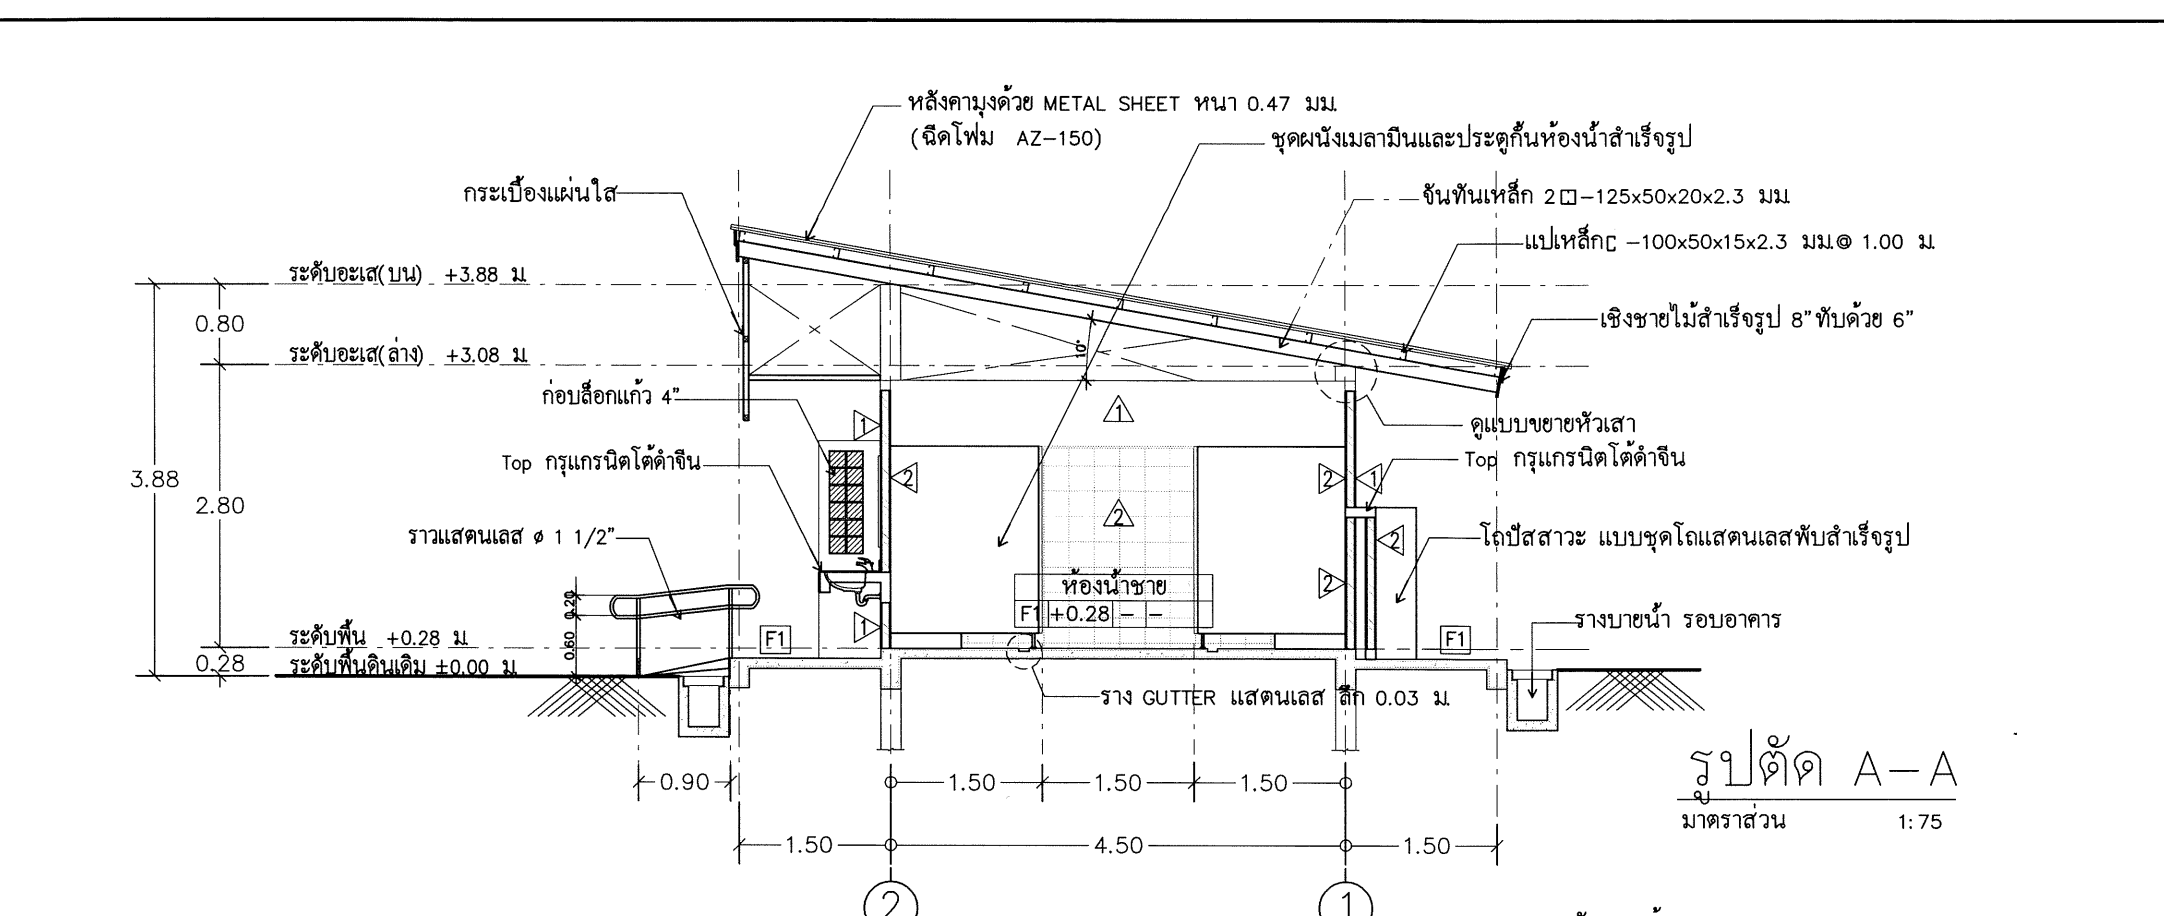 หลังคามุงด้วย METAL SHEET หนา 0.47 มม.
(ฉีดโฟม AZ-150)
ชุดผนังเมลามีนและประตูกั้นห้องน้ำสำเร็จรูป
กระเบื้องแผ่นใส
จันทันเหล็ก 2 -125x50x20x2.3 มม.
แปเหล็ก -100x50x15x2.3 มม.@ 1.00 ม.
ระดับอะเส(บน) +3.88 ม.
0.80
เชิงชายไม้สำเร็จรูป 8" ทับด้วย 6"
ระดับอะเส(ล่าง) +3.08 ม.
10°
ก่อบล็อกแก้ว 4"
1
1
ดูแบบขยายหัวเสา
Top กรุแกรนิตโต้ดำจีน
Top กรุแกรนิตโต้ดำจีน
3.88
2.80
2
2
1
2
ราวแสตนเลส ø 1 1/2"
โถปัสสาวะ แบบชุดโถแสตนเลสพับสำเร็จรูป
2
ห้องน้ำชาย
F1 +0.28 - -
2
0.20
0.60
1
รางบายน้ำ รอบอาคาร
ระดับพื้น +0.28 ม.
F1
F1
0.28
ระดับพื้นดินเดิม ±0.00 ม.
ราง GUTTER แสตนเลส ลึก 0.03 ม.
0.90
1.50
1.50
1.50
รูปตัด A-A
มาตราส่วน 1:75
1.50
4.50
1.50
2
1